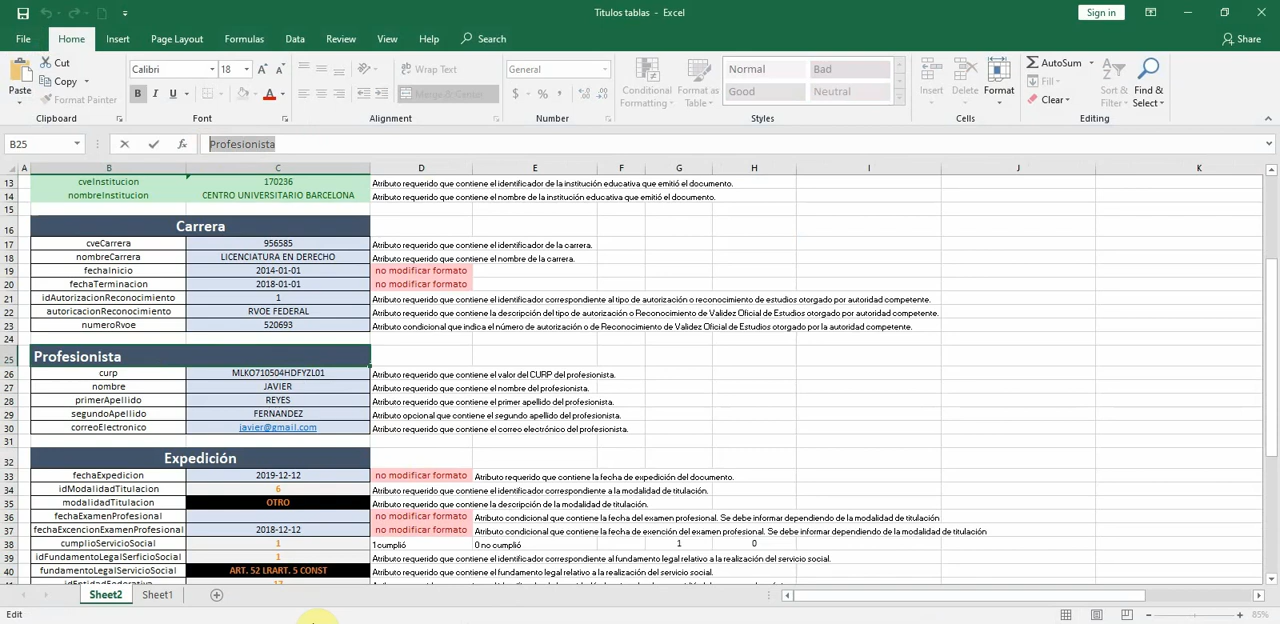 Titulos tablas - Excel
Sign in
File Home Insert Page Layout Formulas Data Review View Help Search Share
Paste Cut Copy Format Painter
Clipboard
Calibri 18 A A
B I U A
Font
Wrap Text
Merge & Center
Alignment
General
$ % ,
Number
Conditional Formatting Format as Table
Normal Bad
Good Neutral
Styles
Insert Delete Format
Cells
AutoSum
Fill
Clear
Sort & Filter Find & Select
Editing
B25 fx Profesionista
A B C D E F G H I J K
13 cveInstitucion 170236 Atributo requerido que contiene el identificador de la institución educativa que emitió el documento.
14 nombreInstitucion CENTRO UNIVERSITARIO BARCELONA Atributo requerido que contiene el nombre de la institución educativa que emitió el documento.
15
16 Carrera
17 cveCarrera 956585 Atributo requerido que contiene el identificador de la carrera.
18 nombreCarrera LICENCIATURA EN DERECHO Atributo requerido que contiene el nombre de la carrera.
19 fechaInicio 2014-01-01 no modificar formato
20 fechaTerminacion 2018-01-01 no modificar formato
21 idAutorizacionReconocimiento 1 Atributo requerido que contiene el identificador correspondiente al tipo de autorización o reconocimiento de estudios otorgado por autoridad competente.
22 autoricacionReconocimiento RVOE FEDERAL Atributo requerido que contiene la descripción del tipo de autorización o Reconocimiento de Validez Oficial de Estudios otorgado por autoridad competente.
23 numeroRvoe 520693 Atributo condicional que indica el número de autorización o de Reconocimiento de Validez Oficial de Estudios otorgado por la autoridad competente.
24
25 Profesionista
26 curp MLKO710504HDFYZL01 Atributo requerido que contiene el valor del CURP del profesionista.
27 nombre JAVIER Atributo requerido que contiene el nombre del profesionista.
28 primerApellido REYES Atributo requerido que contiene el primer apellido del profesionista.
29 segundoApellido FERNANDEZ Atributo opcional que contiene el segundo apellido del profesionista.
30 correoElectronico javier@gmail.com Atributo requerido que contiene el correo electrónico del profesionista.
31
32 Expedición
33 fechaExpedicion 2019-12-12 no modificar formato Atributo requerido que contiene la fecha de expedición del documento.
34 idModalidadTitulacion 6 Atributo requerido que contiene el identificador correspondiente a la modalidad de titulación.
35 modalidadTitulacion OTRO Atributo requerido que contiene la descripción de la modalidad de titulación.
36 fechaExamenProfesional no modificar formato Atributo condicional que contiene la fecha del examen profesional. Se debe informar dependiendo de la modalidad de titulación
37 fechaExcencionExamenProfesional 2018-12-12 no modificar formato Atributo condicional que contiene la fecha de exención del examen profesional. Se debe informar dependiendo de la modalidad de titulación
38 cumplioServicioSocial 1 1 cumplió 0 no cumplió 1 0
39 idFundamentoLegalSerficioSocial 1 Atributo requerido que contiene el identificador correspondiente al fundamento legal relativo a la realización del servicio social.
40 fundamentoLegalServicioSocial ART. 52 LRART. 5 CONST Atributo requerido que contiene el fundamento legal relativo a la realización del servicio social.
41 idEntidadFederativa 17
Sheet2 Sheet1
Edit 85%